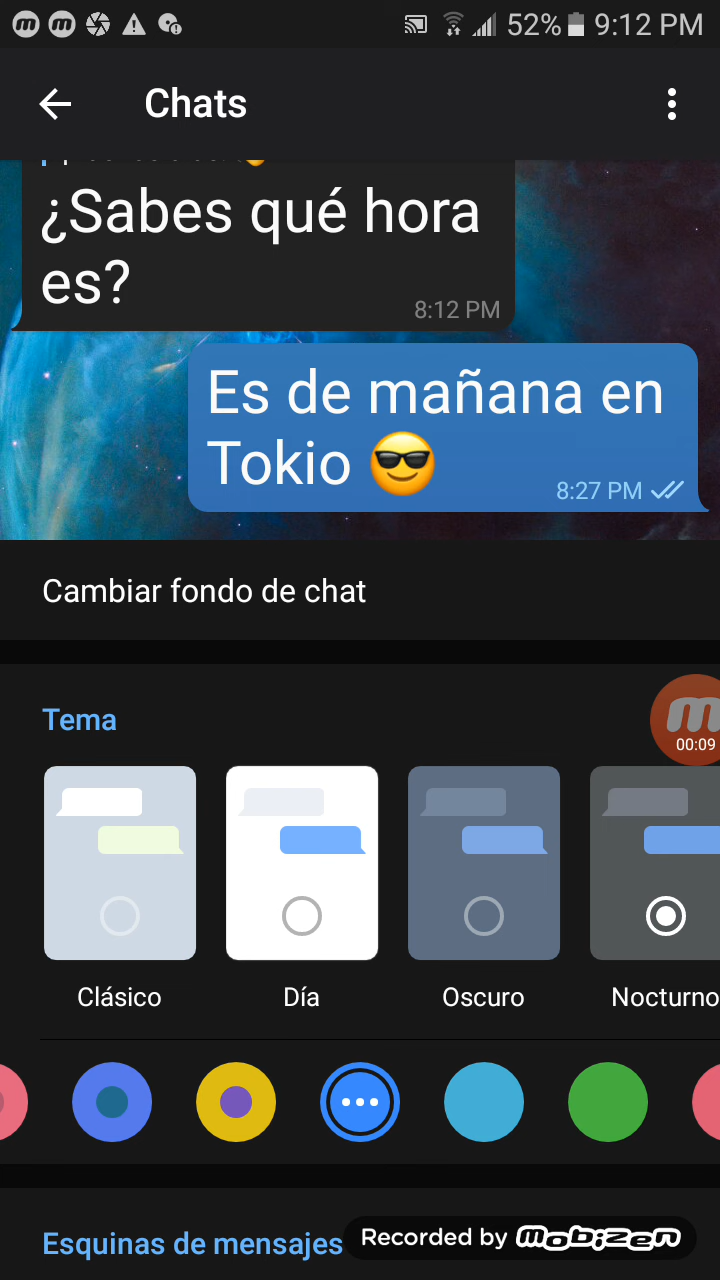 52% 9:12 PM
Chats
¿Sabes qué hora
es?
8:12 PM
Es de mañana en
Tokio 😎
8:27 PM
Cambiar fondo de chat
Tema
00:09
Clásico Día Oscuro Nocturno
Esquinas de mensajes
Recorded by mobizen